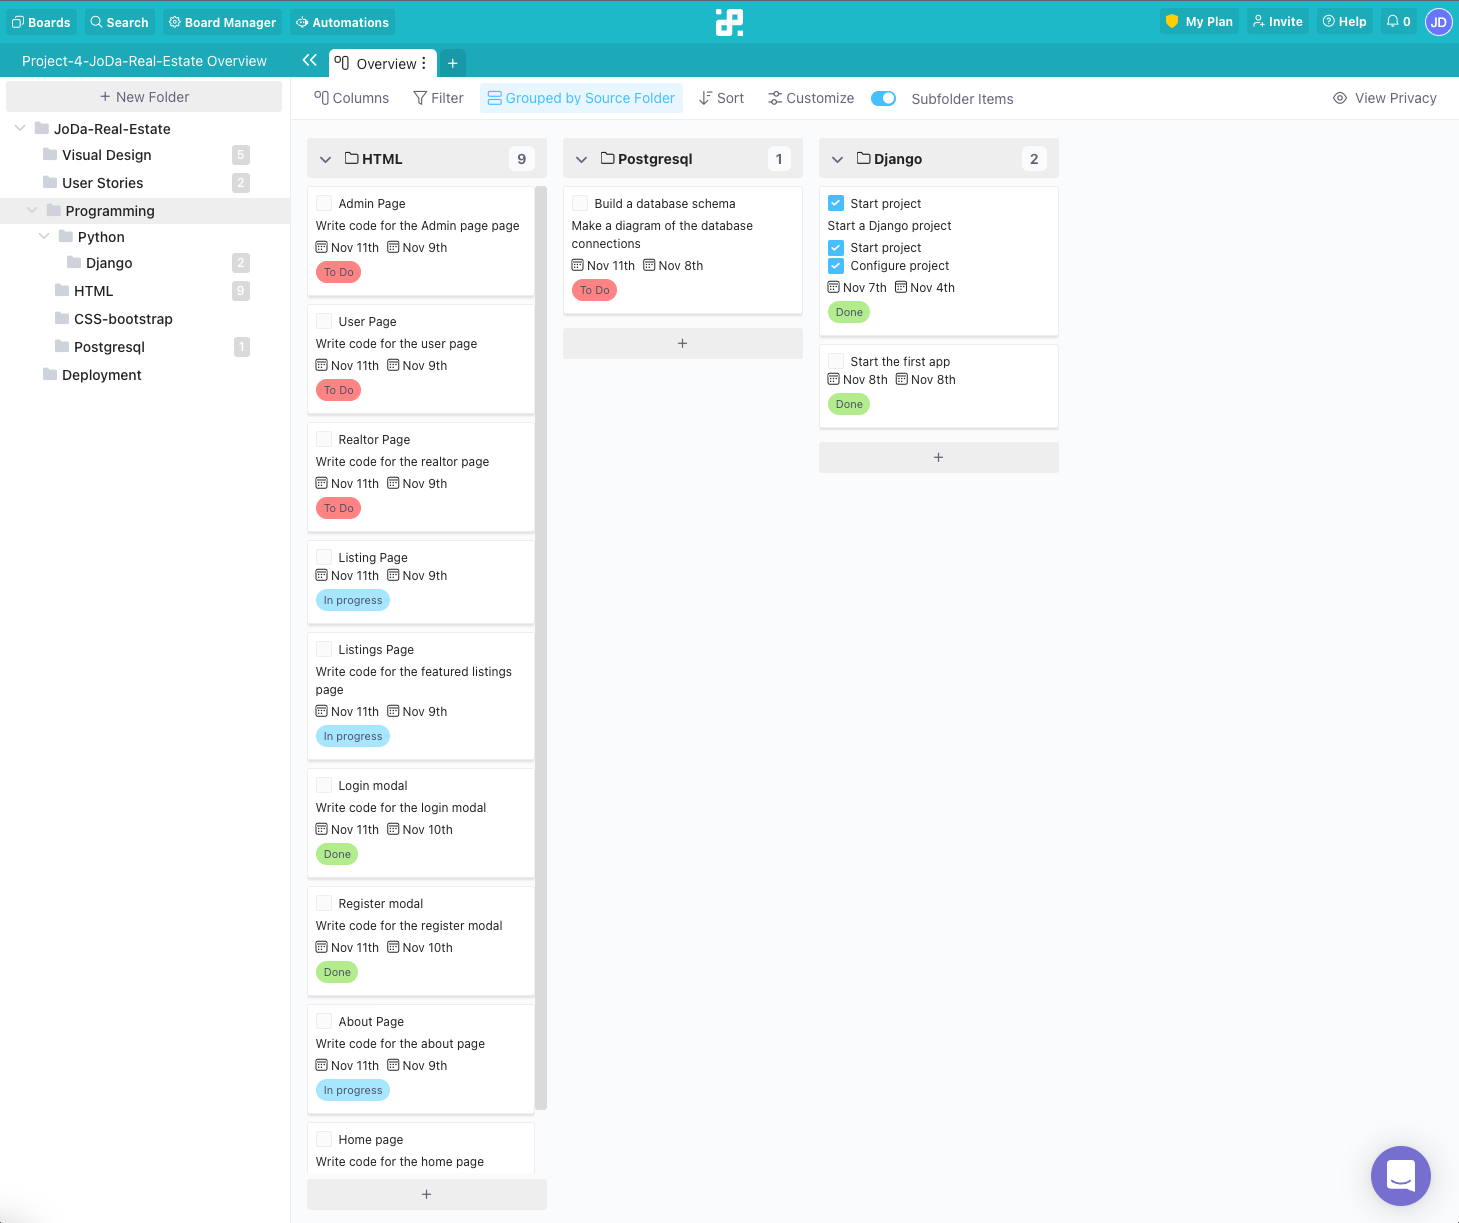 Boards Search Board Manager Automations My Plan Invite Help 0 JD
Project-4-JoDa-Real-Estate Overview Overview +
+ New Folder
Columns Filter Grouped by Source Folder Sort Customize Subfolder Items View Privacy
JoDa-Real-Estate
Visual Design 5
User Stories 2
Programming
Python
Django 2
HTML 9
CSS-bootstrap
Postgresql 1
Deployment
HTML 9
Admin Page
Write code for the Admin page page
Nov 11th Nov 9th
To Do
User Page
Write code for the user page
Nov 11th Nov 9th
To Do
Realtor Page
Write code for the realtor page
Nov 11th Nov 9th
To Do
Listing Page
Nov 11th Nov 9th
In progress
Listings Page
Write code for the featured listings
page
Nov 11th Nov 9th
In progress
Login modal
Write code for the login modal
Nov 11th Nov 10th
Done
Register modal
Write code for the register modal
Nov 11th Nov 10th
Done
About Page
Write code for the about page
Nov 11th Nov 9th
In progress
Home page
Write code for the home page
+
Postgresql 1
Build a database schema
Make a diagram of the database
connections
Nov 11th Nov 8th
To Do
+
Django 2
Start project
Start a Django project
Start project
Configure project
Nov 7th Nov 4th
Done
Start the first app
Nov 8th Nov 8th
Done
+